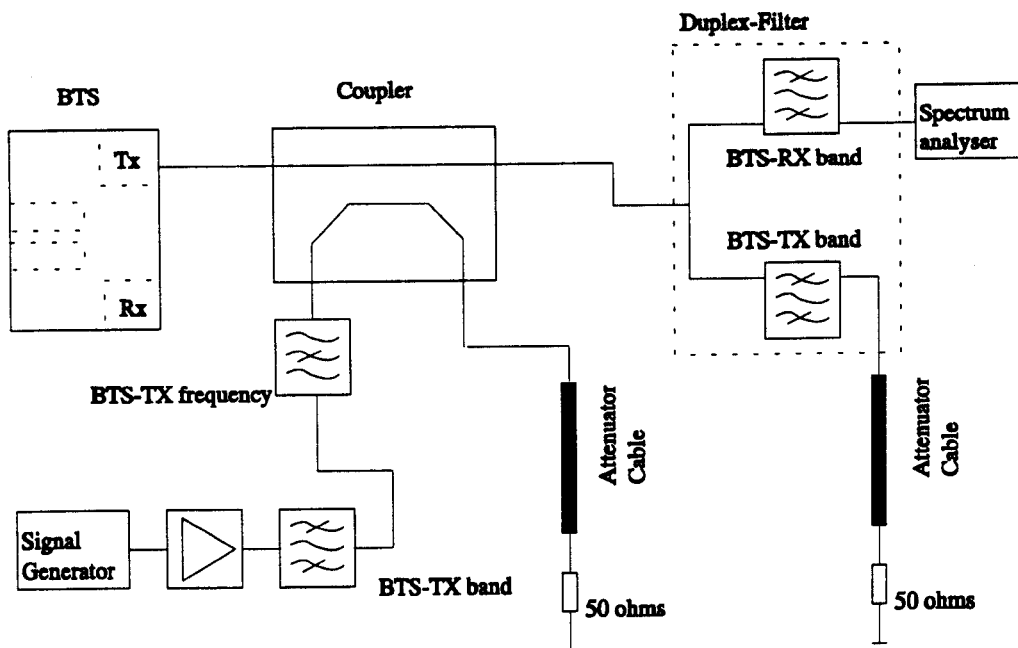 Duplex-Filter
BTS
Coupler
Tx
Spectrum
analyser
BTS-RX band
BTS-TX band
Rx
BTS-TX frequency
Attenuator
Cable
Attenuator
Cable
Signal
Generator
BTS-TX band
50 ohms
50 ohms